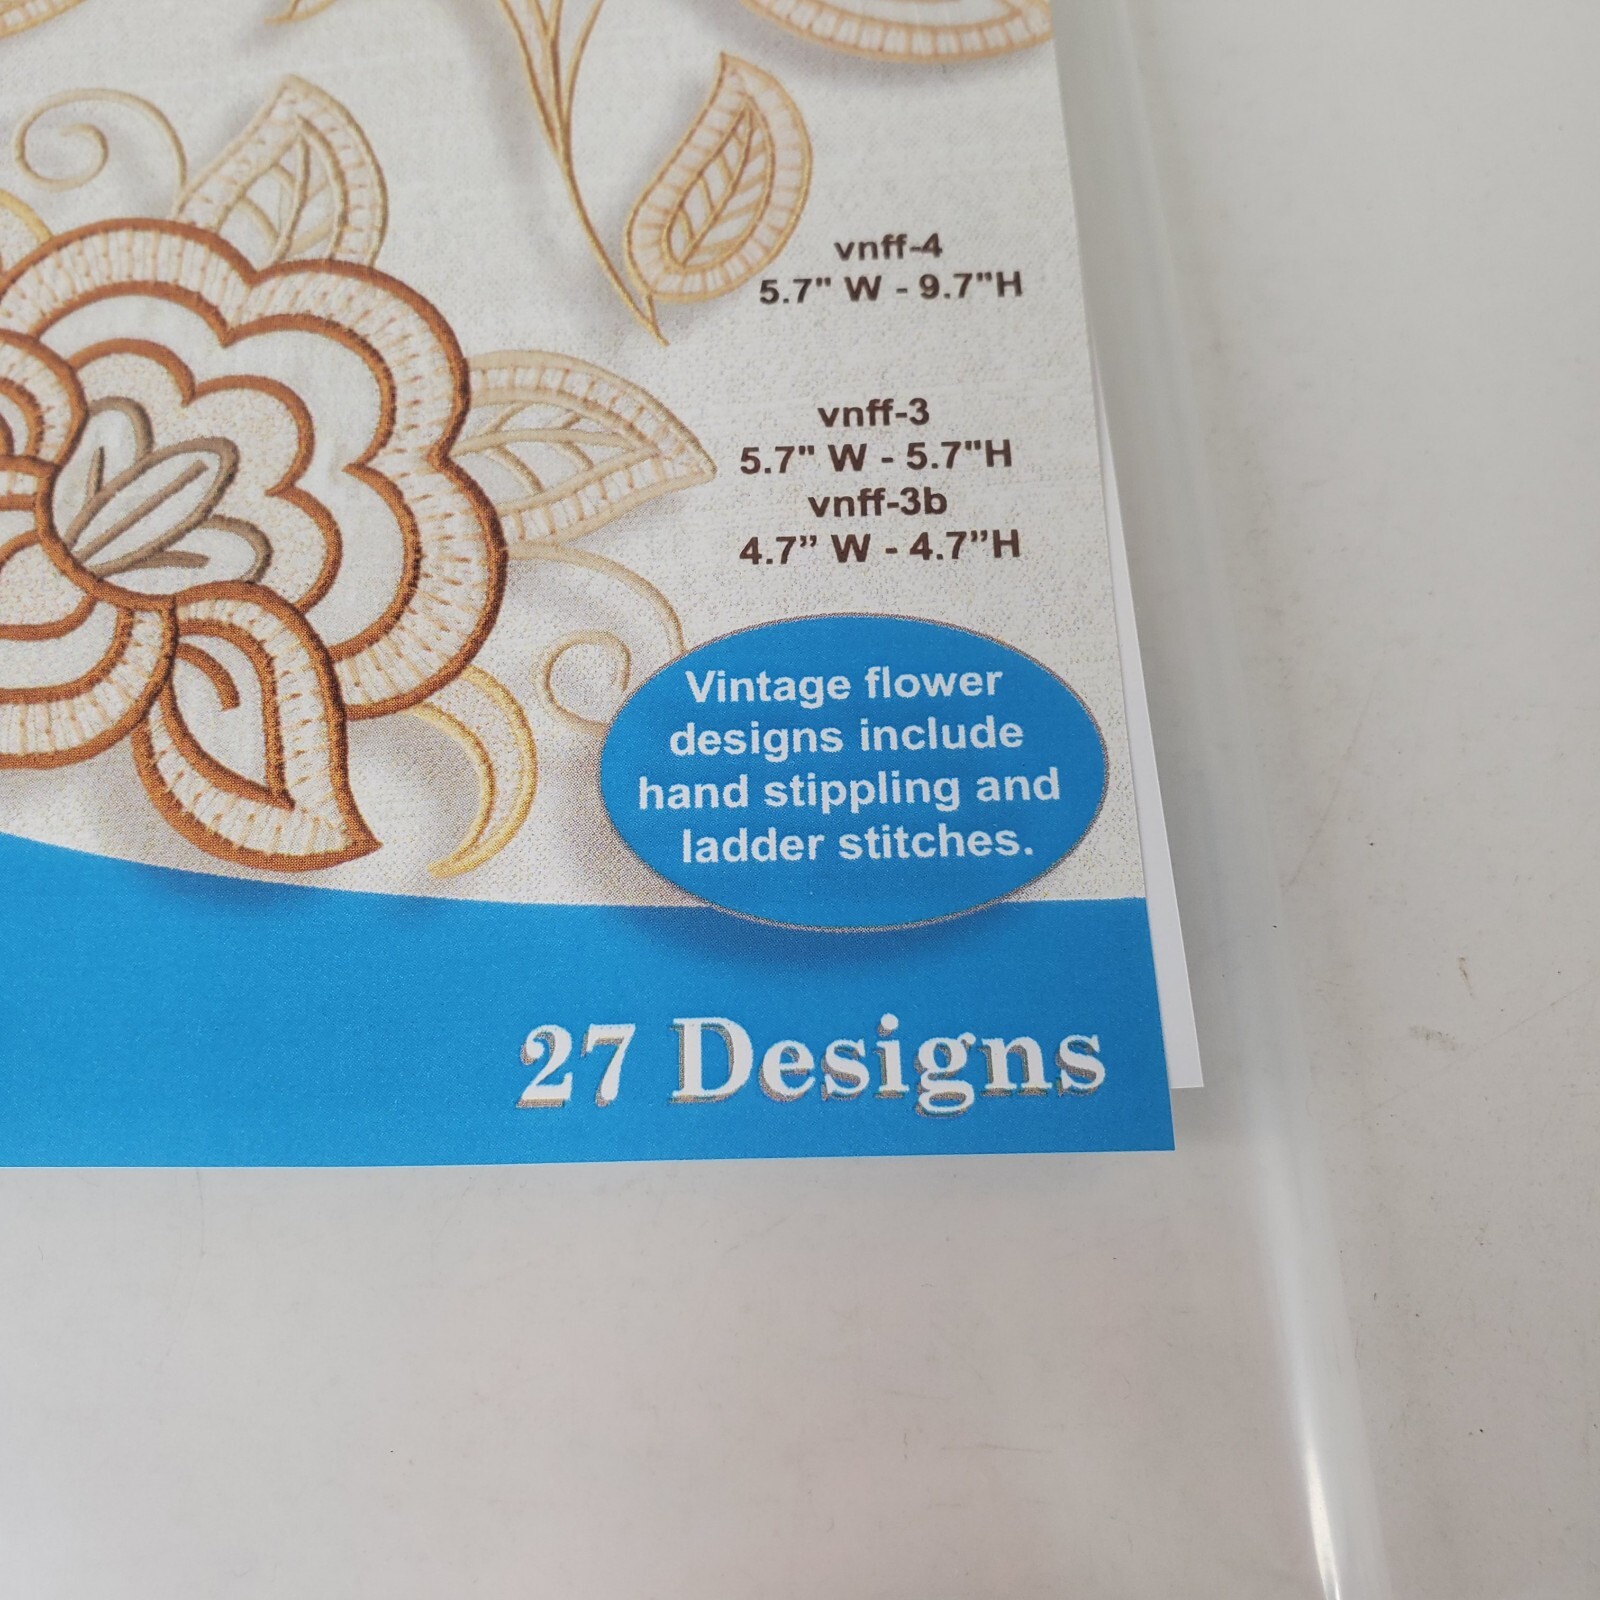 vnff-4
5.7" W - 9.7"H
vnff-3
5.7" W - 5.7"H
vnff-3b
4.7” W - 4.7”H
Vintage flower
designs include
hand stippling and
ladder stitches.
27 Designs